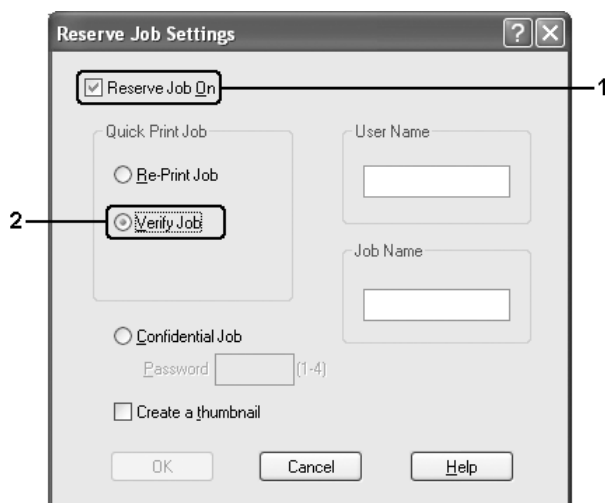 Reserve Job Settings
Reserve Job On
1
Quick Print Job
User Name
Re-Print Job
2
Verify Job
Job Name
Confidential Job
Password
(1-4)
Create a thumbnail
OK
Cancel
Help